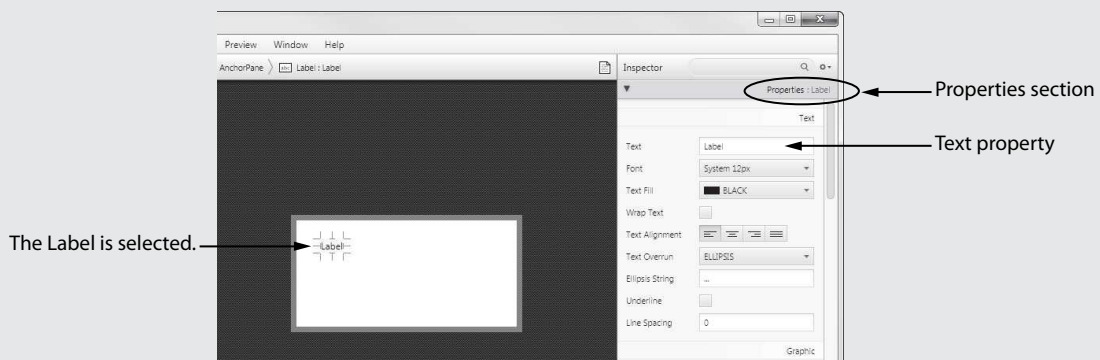 Preview Window Help
AnchorPane abc Label : Label
Inspector
Properties : Label
Properties section
Text
Text Label
Text property
Font System 12px
Text Fill BLACK
Wrap Text
Text Alignment
Text Overrun ELLIPSIS
Ellipsis String ...
Underline
Line Spacing 0
Graphic
The Label is selected.
Label